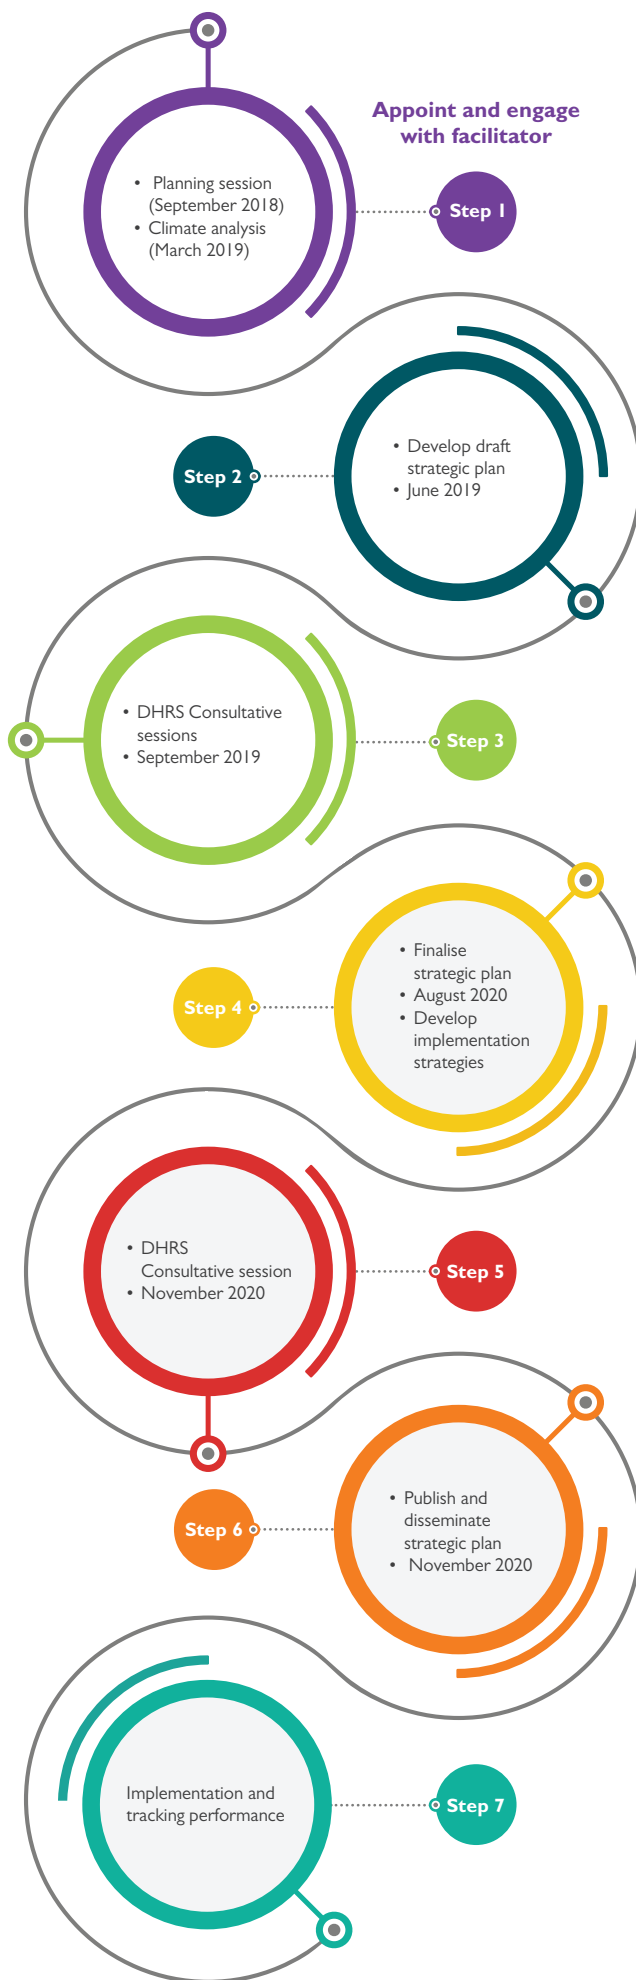 Appoint and engage
with facilitator
• Planning session
(September 2018)
• Climate analysis
(March 2019)
Step 1
Step 2
• Develop draft
strategic plan
• June 2019
• DHRS Consultative
sessions
• September 2019
Step 3
Step 4
• Finalise
strategic plan
• August 2020
• Develop
implementation
strategies
• DHRS
Consultative session
• November 2020
Step 5
Step 6
• Publish and
disseminate
strategic plan
• November 2020
Implementation and
tracking performance
Step 7